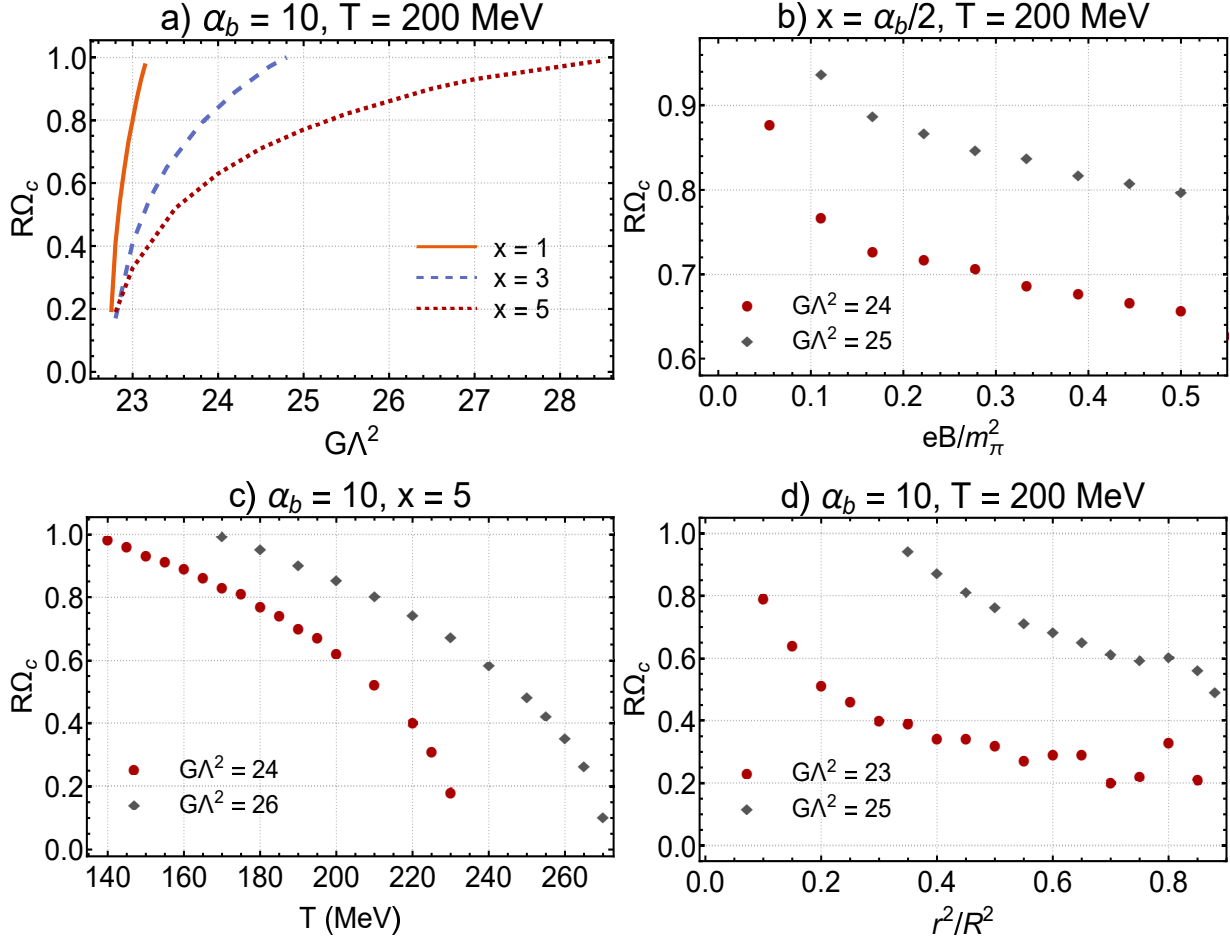 a) α_b = 10, T = 200 MeV
RΩ_c
1.0
0.8
0.6
0.4
0.2
0.0
x = 1
x = 3
x = 5
23 24 25 26 27 28
GΛ²
b) x = α_b/2, T = 200 MeV
RΩ_c
0.9
0.8
0.7
0.6
GΛ² = 24
GΛ² = 25
0.0 0.1 0.2 0.3 0.4 0.5
eB/m_π²
c) α_b = 10, x = 5
RΩ_c
1.0
0.8
0.6
0.4
0.2
0.0
GΛ² = 24
GΛ² = 26
140 160 180 200 220 240 260
T (MeV)
d) α_b = 10, T = 200 MeV
RΩ_c
1.0
0.8
0.6
0.4
0.2
0.0
GΛ² = 23
GΛ² = 25
0.0 0.2 0.4 0.6 0.8
r²/R²